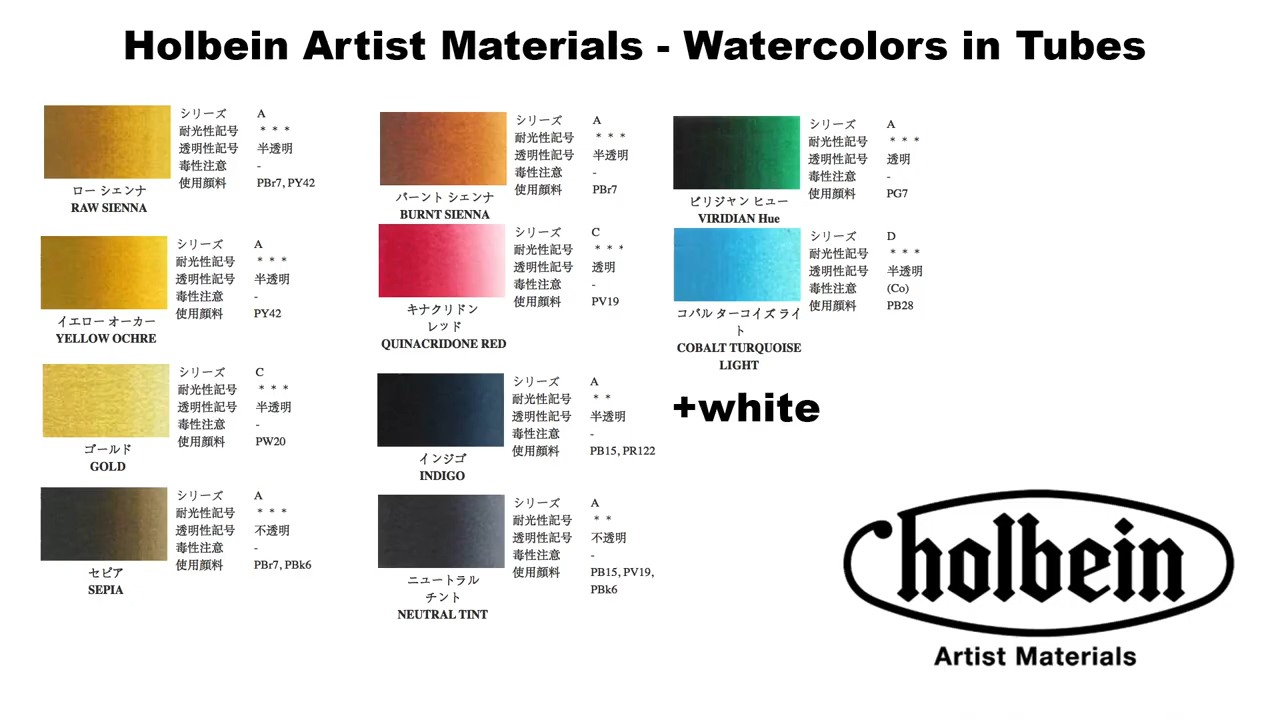 Holbein Artist Materials - Watercolors in Tubes
シリーズ A
耐光性記号 ＊＊＊
透明性記号 半透明
毒性注意 -
使用顔料 PBr7, PY42
ロー シェンナ
RAW SIENNA
シリーズ A
耐光性記号 ＊＊＊
透明性記号 半透明
毒性注意 -
使用顔料 PY42
イエロー オーカー
YELLOW OCHRE
シリーズ C
耐光性記号 ＊＊＊
透明性記号 半透明
毒性注意 -
使用顔料 PW20
ゴールド
GOLD
シリーズ A
耐光性記号 ＊＊＊
透明性記号 不透明
毒性注意 -
使用顔料 PBr7, PBk6
セピア
SEPIA
シリーズ A
耐光性記号 ＊＊＊
透明性記号 半透明
毒性注意 -
使用顔料 PBr7
バーント シェンナ
BURNT SIENNA
シリーズ C
耐光性記号 ＊＊＊
透明性記号 透明
毒性注意 -
使用顔料 PV19
キナクリドン
レッド
QUINACRIDONE RED
シリーズ A
耐光性記号 ＊＊
透明性記号 半透明
毒性注意 -
使用顔料 PB15, PR122
インジゴ
INDIGO
シリーズ A
耐光性記号 ＊＊
透明性記号 不透明
毒性注意 -
使用顔料 PB15, PV19,
PBk6
ニュートラル
チント
NEUTRAL TINT
シリーズ A
耐光性記号 ＊＊＊
透明性記号 透明
毒性注意 -
使用顔料 PG7
ビリジャン ヒュー
VIRIDIAN Hue
シリーズ D
耐光性記号 ＊＊＊
透明性記号 半透明
毒性注意 (Co)
使用顔料 PB28
コバル ターコイズ ライ
ト
COBALT TURQUOISE
LIGHT
+white
holbein
Artist Materials